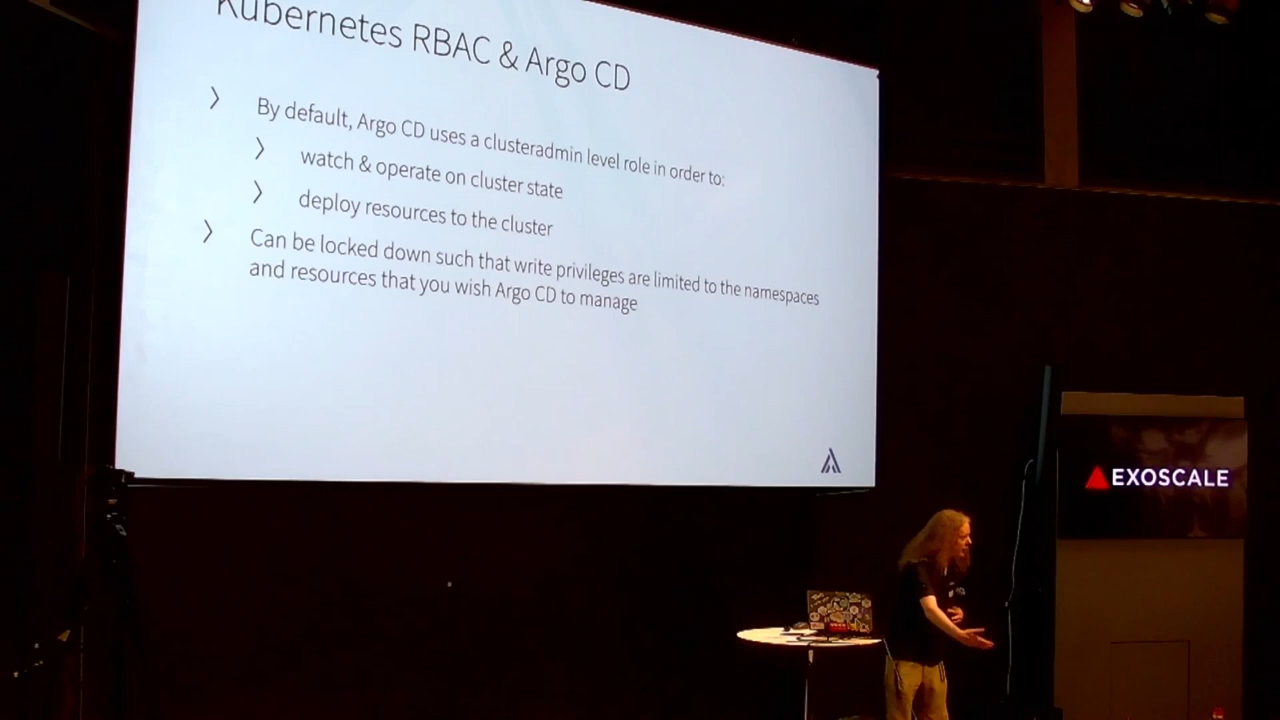 Kubernetes RBAC & Argo CD
By default, Argo CD uses a clusteradmin level role in order to:
watch & operate on cluster state
deploy resources to the cluster
Can be locked down such that write privileges are limited to the namespaces
and resources that you wish Argo CD to manage
EXOSCALE